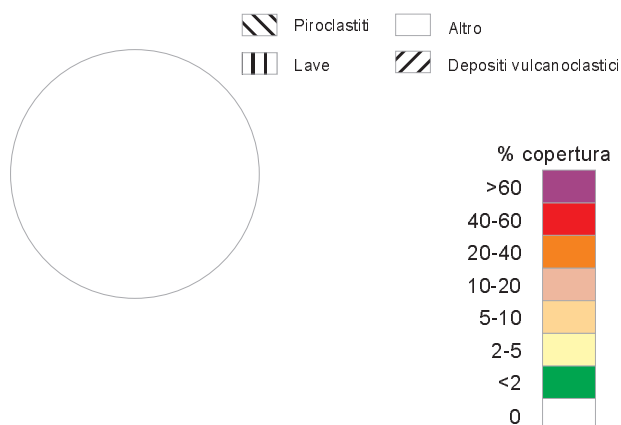 Piroclastiti
Altro
Lave
Depositi vulcanoclastici
% copertura
>60
40-60
20-40
10-20
5-10
2-5
<2
0